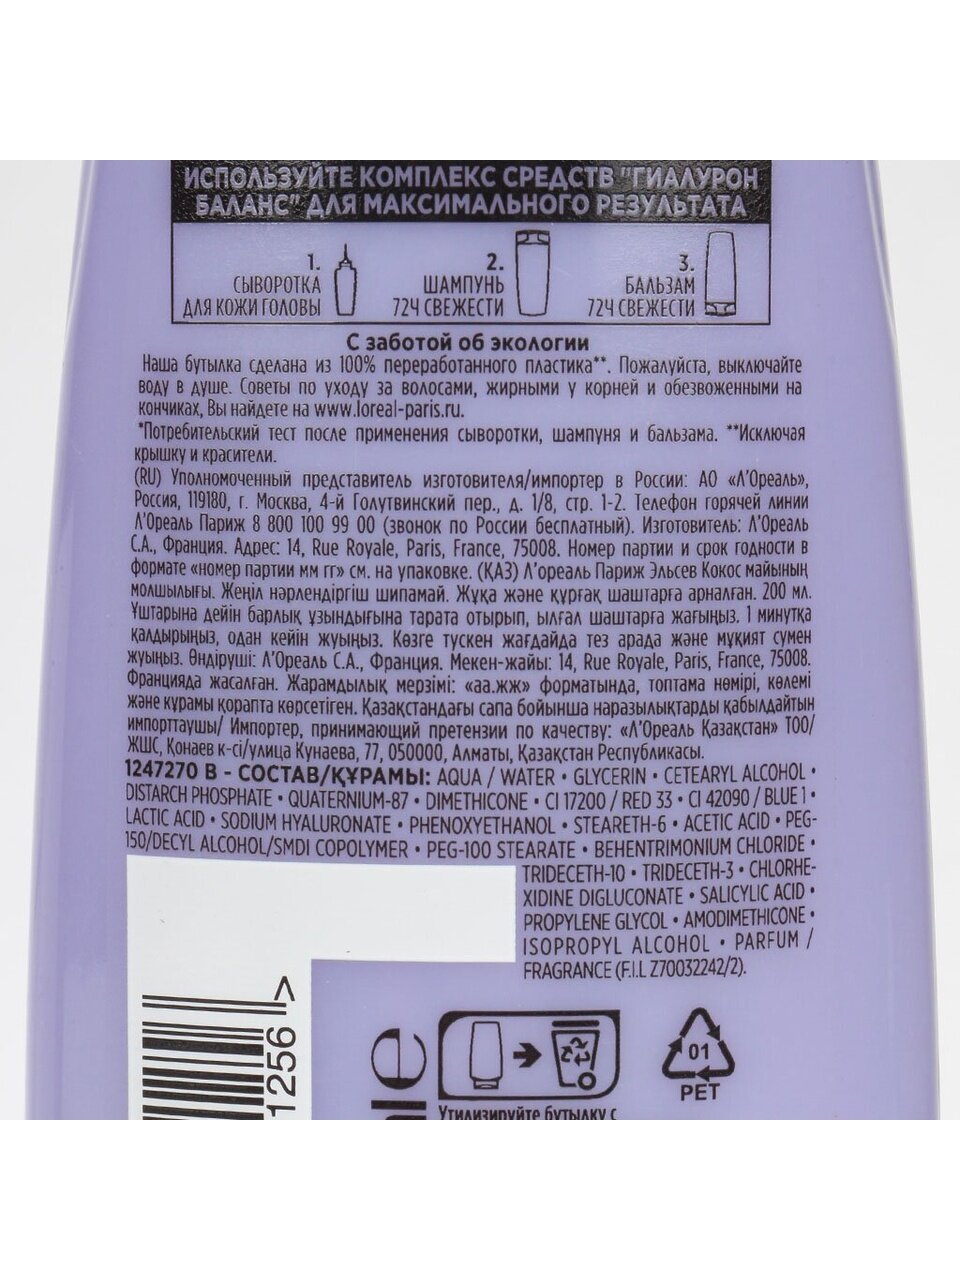 ИСПОЛЬЗУЙТЕ КОМПЛЕКС СРЕДСТВ "ГИАЛУРОН
БАЛАНС" ДЛЯ МАКСИМАЛЬНОГО РЕЗУЛЬТАТА
1.
СЫВОРОТКА
ДЛЯ КОЖИ ГОЛОВЫ
2.
ШАМПУНЬ
72Ч СВЕЖЕСТИ
3.
БАЛЬЗАМ
72Ч СВЕЖЕСТИ
С заботой об экологии
Наша бутылка сделана из 100% переработанного пластика**. Пожалуйста, выключайте
воду в душе. Советы по уходу за волосами, жирными у корней и обезвоженными на
кончиках, Вы найдете на www.loreal-paris.ru.
*Потребительский тест после применения сыворотки, шампуня и бальзама. **Исключая
крышку и красители.
(RU) Уполномоченный представитель изготовителя/импортер в России: АО «Л'Ореаль»,
Россия, 119180, г. Москва, 4-й Голутвинский пер., д. 1/8, стр. 1-2. Телефон горячей линии
Л'Ореаль Париж 8 800 100 99 00 (звонок по России бесплатный). Изготовитель: Л'Ореаль
С.А., Франция. Адрес: 14, Rue Royale, Paris, France, 75008. Номер партии и срок годности в
формате «номер партии мм гг» см. на упаковке. (ҚАЗ) Л'ореаль Париж Эльсев Кокос майының
молшылығы. Жеңіл нәрлендіргіш шипамай. Жұқа және құрғақ шаштарға арналған. 200 мл.
Ұштарына дейін барлық ұзындығына тарата отырып, ылғал шаштарға жағыңыз. 1 минутқа
қалдырыңыз, одан кейін жуыңыз. Көзге түскен жағдайда тез арада және мұқият сумен
жуыңыз. Өндіруші: Л'Ореаль С.А., Франция. Мекен-жайы: 14, Rue Royale, Paris, France, 75008.
Францияда жасалған. Жарамдылық мерзімі: «аа.жж» форматында, топтама нөмірі, көлемі
және құрамы қорапта көрсетілген. Қазақстандағы сапа бойынша наразылықтарды қабылдайтын
импорттаушы/ Импортер, принимающий претензии по качеству: «Л'Ореаль Казахстан» ТОО/
ЖШС, Қонаев к-сі/улица Кунаева, 77, 050000, Алматы, Қазақстан Республикасы.
1247270 B - СОСТАВ/ҚҰРАМЫ: AQUA / WATER • GLYCERIN • CETEARYL ALCOHOL •
DISTARCH PHOSPHATE • QUATERNIUM-87 • DIMETHICONE • CI 17200 / RED 33 • CI 42090 / BLUE 1 •
LACTIC ACID • SODIUM HYALURONATE • PHENOXYETHANOL • STEARETH-6 • ACETIC ACID • PEG-
150/DECYL ALCOHOL/SMDI COPOLYMER • PEG-100 STEARATE • BEHENTRIMONIUM CHLORIDE •
TRIDECETH-10 • TRIDECETH-3 • CHLORHE-
XIDINE DIGLUCONATE • SALICYLIC ACID •
PROPYLENE GLYCOL • AMODIMETHICONE •
ISOPROPYL ALCOHOL • PARFUM /
FRAGRANCE (F.I.L Z70032242/2).
1256 >
01
PET
Утилизируйте бутылку с